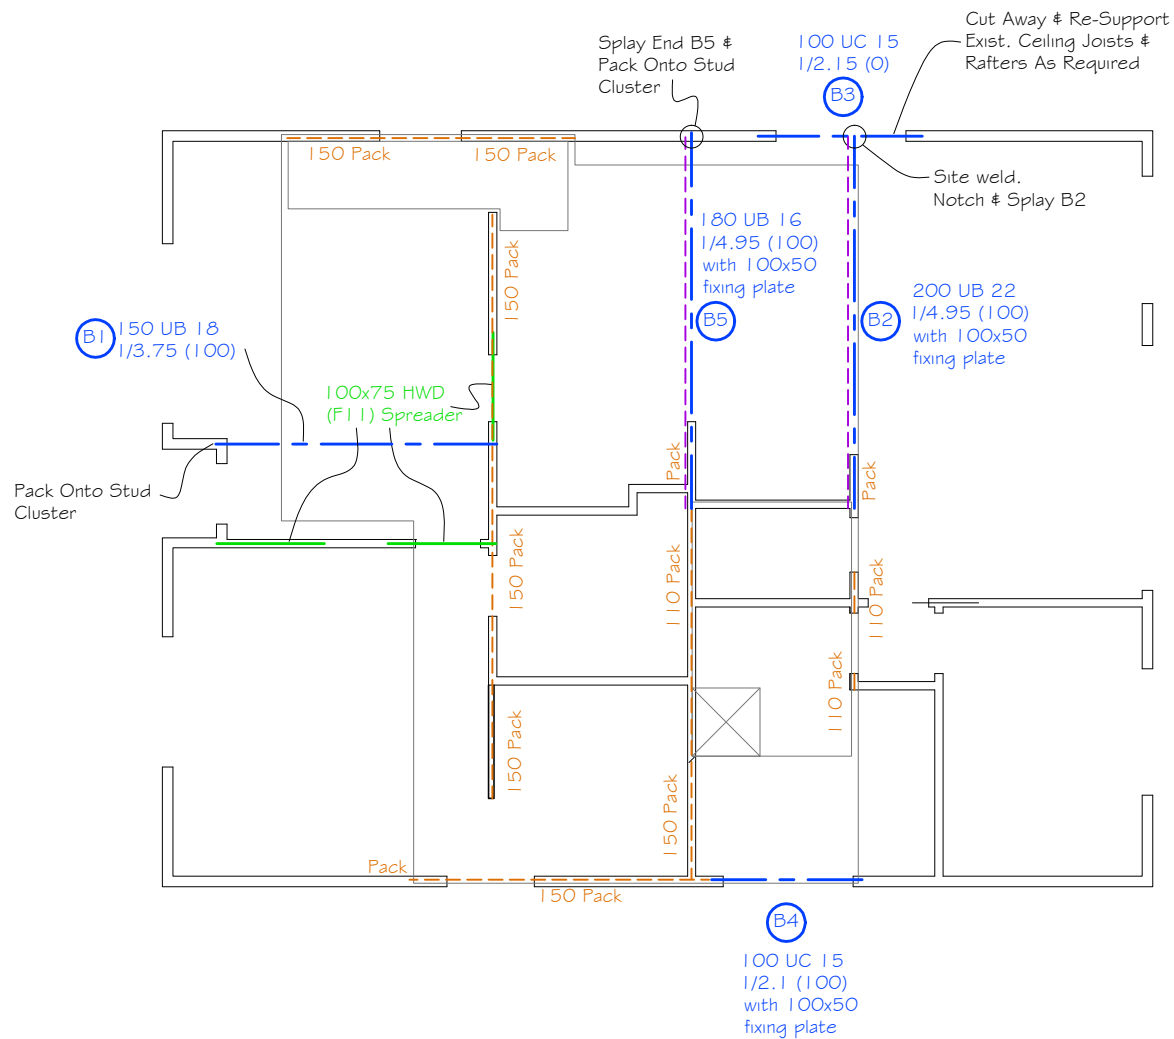 Cut Away & Re-Support
Exist. Ceiling Joists &
Rafters As Required
Splay End B5 &
Pack Onto Stud
Cluster
100 UC 15
1/2.15 (0)
B3
150 Pack
150 Pack
Site weld.
Notch & Splay B2
180 UB 16
1/4.95 (100)
with 100x50
fixing plate
150 Pack
B5
B2
200 UB 22
1/4.95 (100)
with 100x50
fixing plate
B1
150 UB 18
1/3.75 (100)
100x75 HWD
(F11) Spreader
Pack Onto Stud
Cluster
Pack
Pack
150 Pack
110 Pack
110 Pack
110 Pack
150 Pack
150 Pack
Pack
150 Pack
B4
100 UC 15
1/2.1 (100)
with 100x50
fixing plate